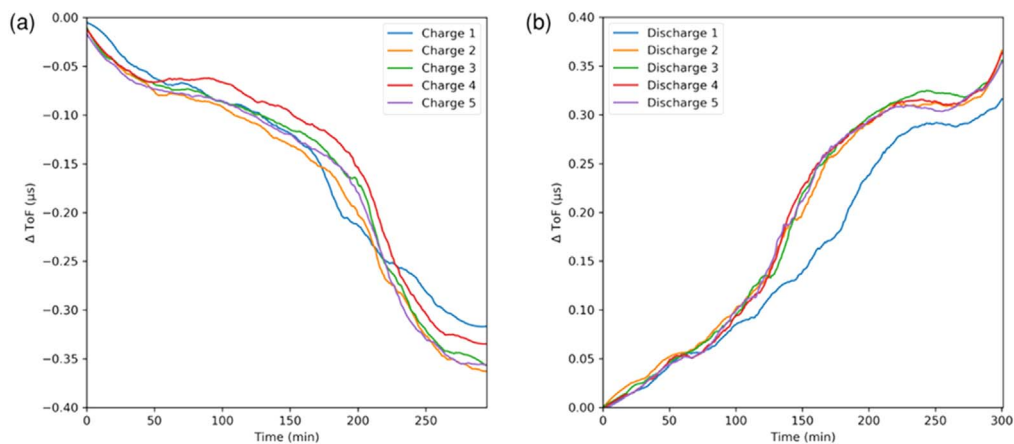 (a)
0.00
−0.05
−0.10
−0.15
−0.20
−0.25
−0.30
−0.35
−0.40
Δ ToF (μs)
0
50
100
150
200
250
Time (min)
Charge 1
Charge 2
Charge 3
Charge 4
Charge 5
(b)
0.40
0.35
0.30
0.25
0.20
0.15
0.10
0.05
0.00
Δ ToF (μs)
0
50
100
150
200
250
300
Time (min)
Discharge 1
Discharge 2
Discharge 3
Discharge 4
Discharge 5